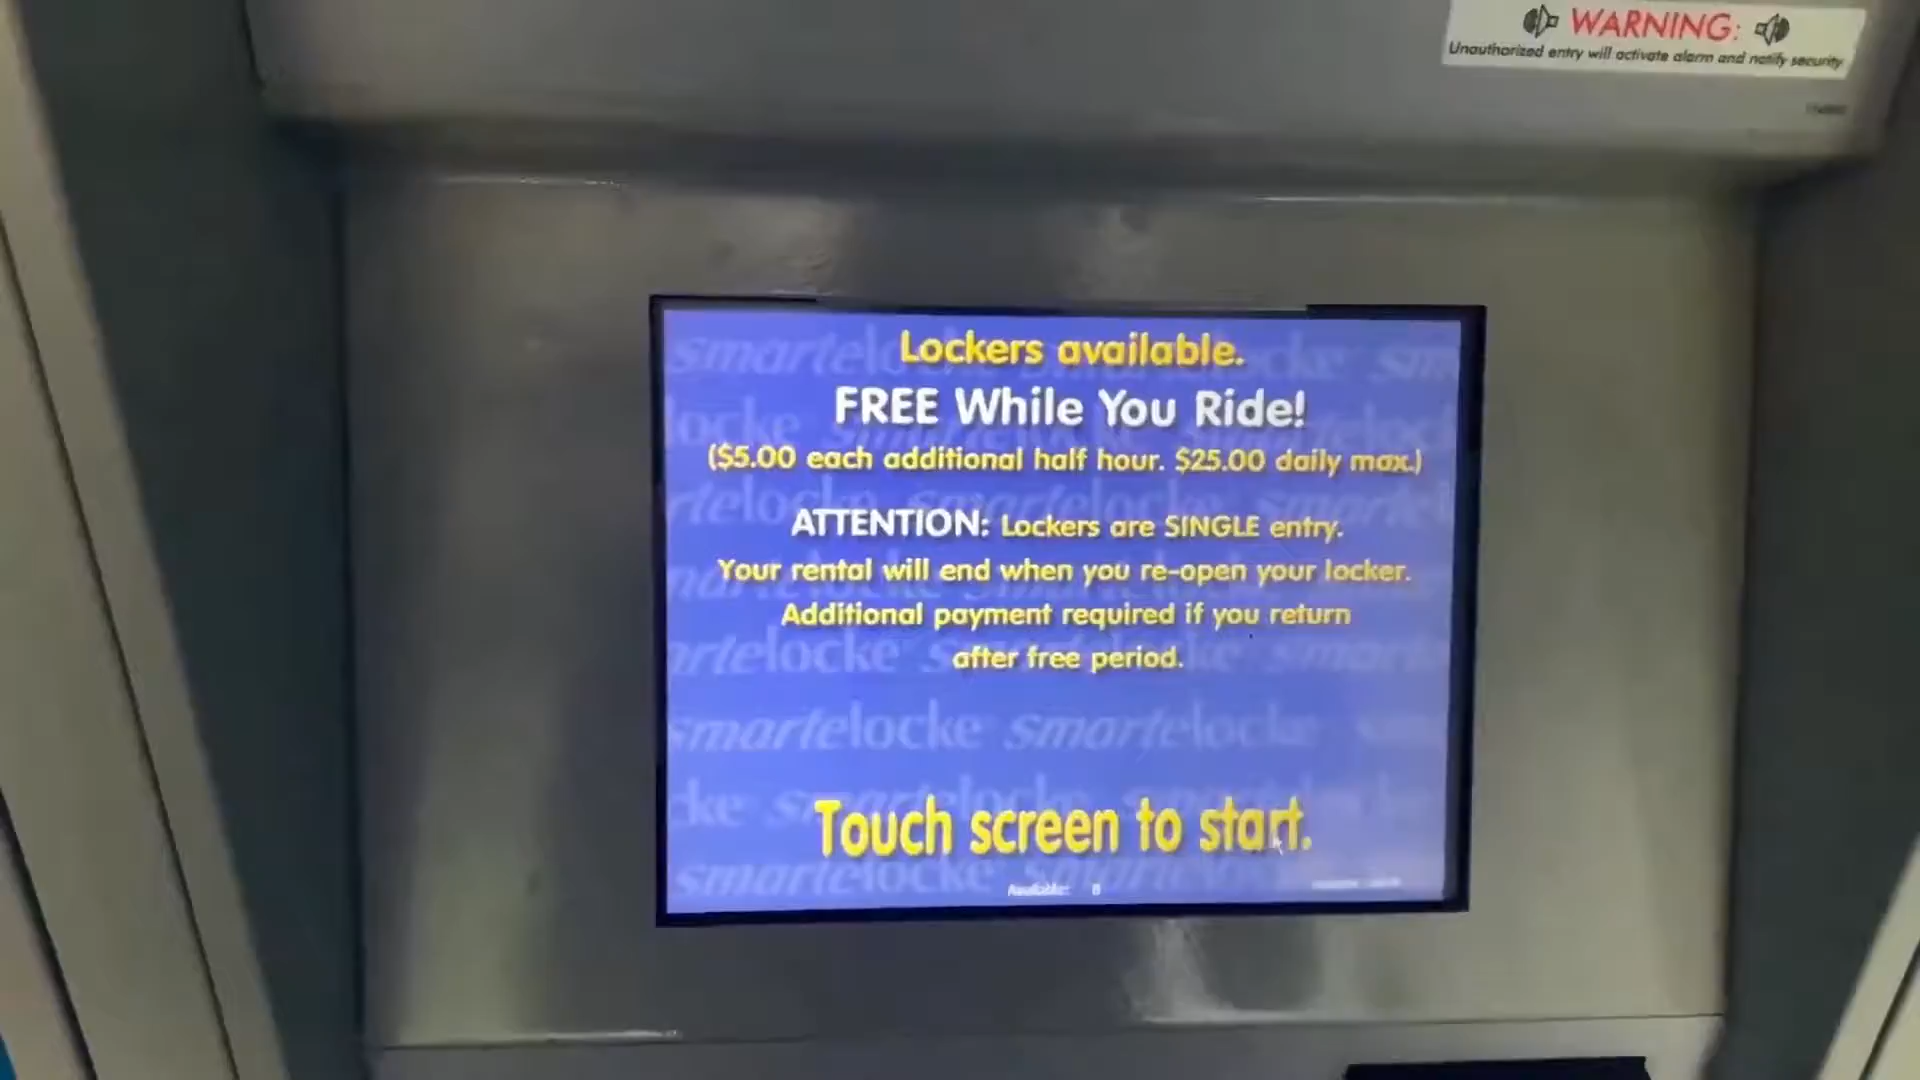 WARNING:
Unauthorized entry will activate alarm and notify security
Lockers available.
FREE While You Ride!
($5.00 each additional half hour. $25.00 daily max.)
ATTENTION: Lockers are SINGLE entry.
Your rental will end when you re-open your locker.
Additional payment required if you return
after free period.
smartelocke smartelocke
Touch screen to start.
Available: